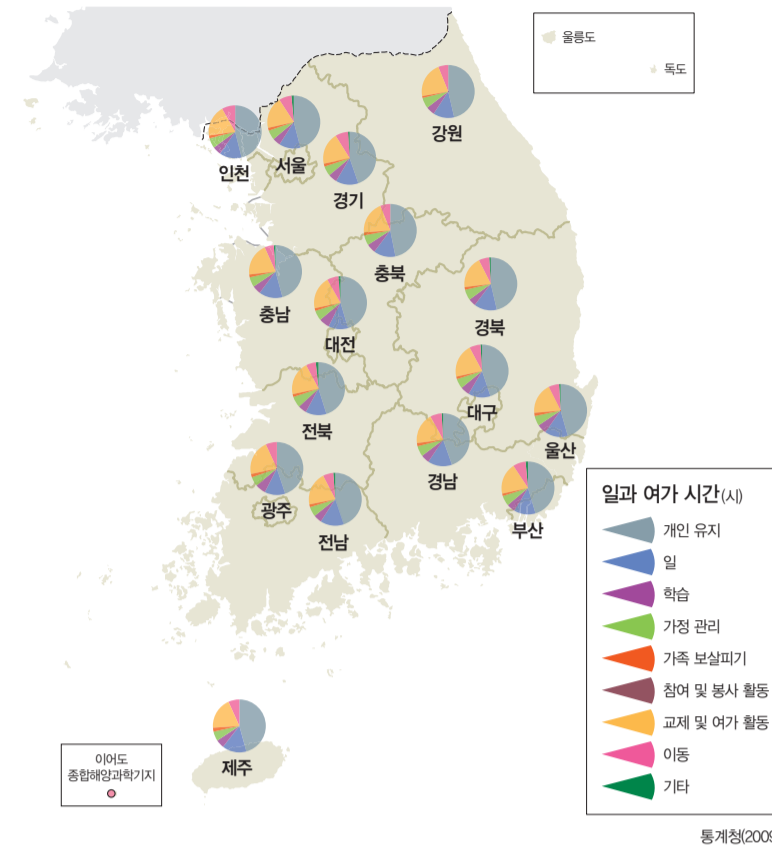 울릉도
독도
강원
인천
서울
경기
충북
충남
경북
대전
대구
전북
울산
경남
광주
부산
전남
제주
이어도
종합해양과학기지
일과 여가 시간(시)
개인 유지
일
학습
가정 관리
가족 보살피기
참여 및 봉사 활동
교제 및 여가 활동
이동
기타
통계청(2009